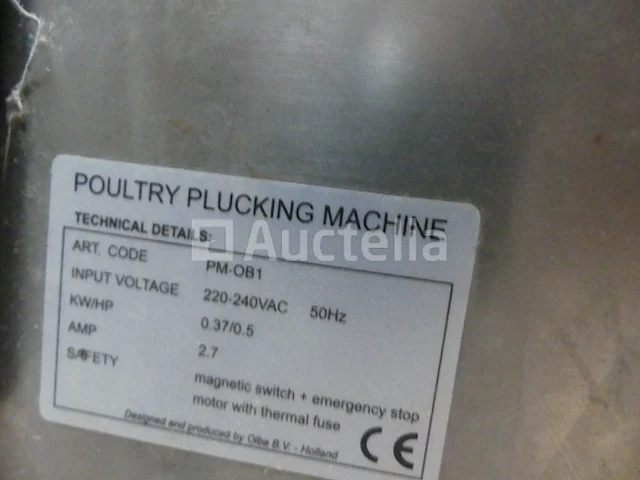 POULTRY PLUCKING MACHINE
TECHNICAL DETAILS:
Auctelia
ART. CODE PM-OB1
INPUT VOLTAGE 220-240VAC 50Hz
KW/HP 0.37/0.5
AMP 2.7
SAFETY
magnetic switch + emergency stop
motor with thermal fuse
Designed and produced by Olba B.V. - Holland
CE